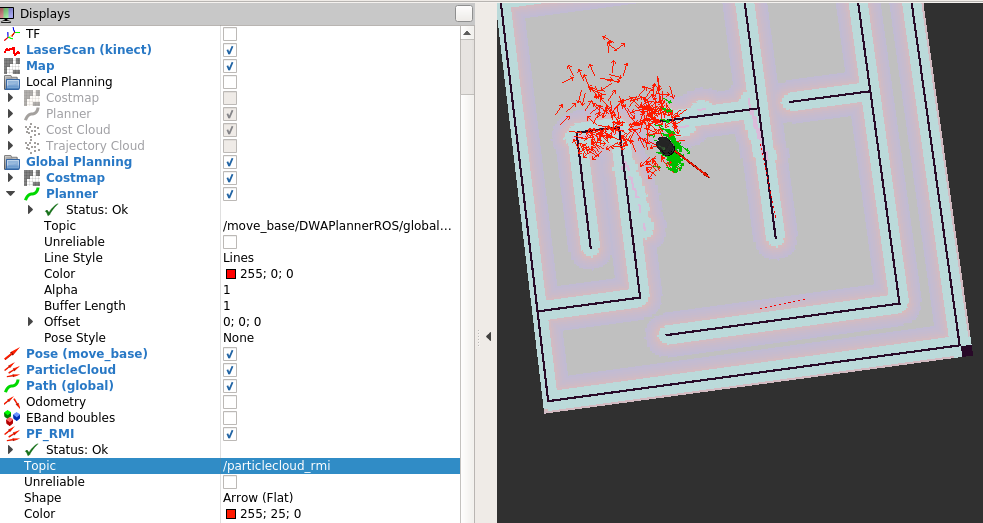 Displays
TF
LaserScan (kinect)
Map
Local Planning
Costmap
Planner
Cost Cloud
Trajectory Cloud
Global Planning
Costmap
Planner
Status: Ok
Topic /move_base/DWAPlannerROS/global...
Unreliable
Line Style Lines
Color 255; 0; 0
Alpha 1
Buffer Length 1
Offset 0; 0; 0
Pose Style None
Pose (move_base)
ParticleCloud
Path (global)
Odometry
EBand boubles
PF_RMI
Status: Ok
Topic /particlecloud_rmi
Unreliable
Shape Arrow (Flat)
Color 255; 25; 0